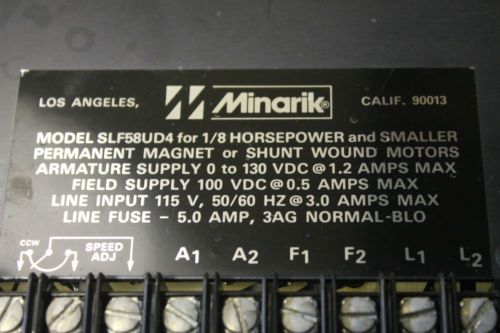 LOS ANGELES, Minarik® CALIF. 90013
MODEL SLF58UD4 for 1/8 HORSEPOWER and SMALLER
PERMANENT MAGNET or SHUNT WOUND MOTORS
ARMATURE SUPPLY 0 to 130 VDC @ 1.2 AMPS MAX
FIELD SUPPLY 100 VDC @ 0.5 AMPS MAX
LINE INPUT 115 V, 50/60 HZ @ 3.0 AMPS MAX
LINE FUSE - 5.0 AMP, 3AG NORMAL-BLO
CCW SPEED ADJ A1 A2 F1 F2 L1 L2